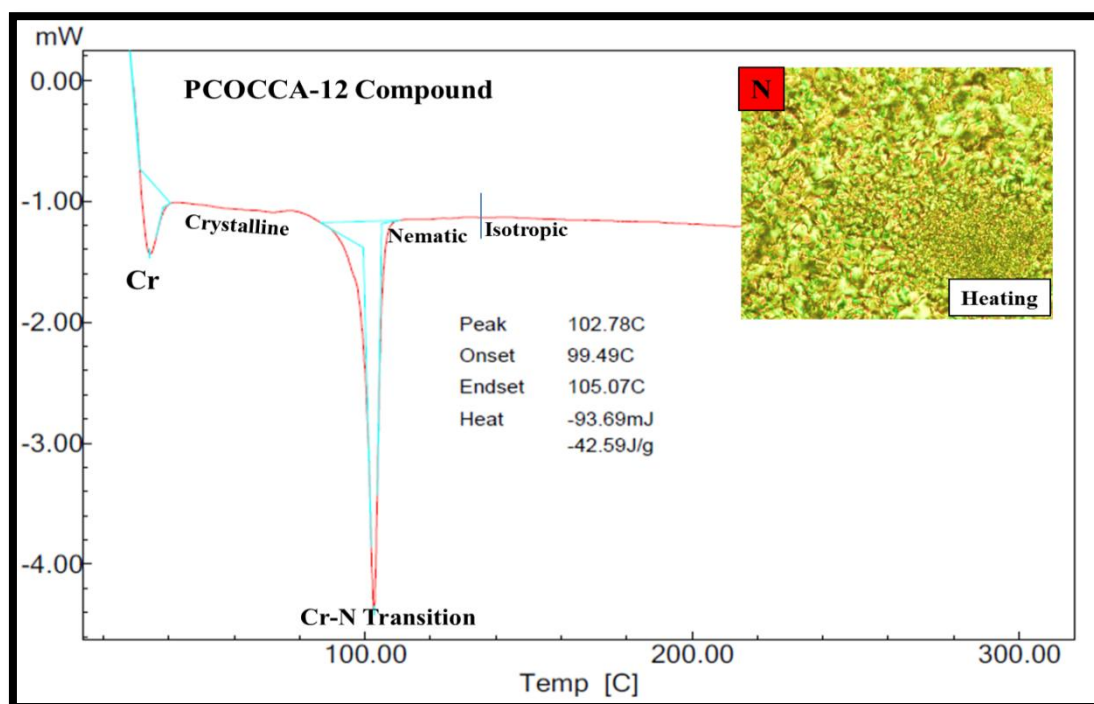 mW
0.00
PCOCCA-12 Compound
N
-1.00
Crystalline
Nematic
Isotropic
Cr
Heating
-2.00
Peak 102.78C
Onset 99.49C
Endset 105.07C
Heat -93.69mJ
-42.59J/g
-3.00
-4.00
Cr-N Transition
100.00 200.00 300.00
Temp [C]